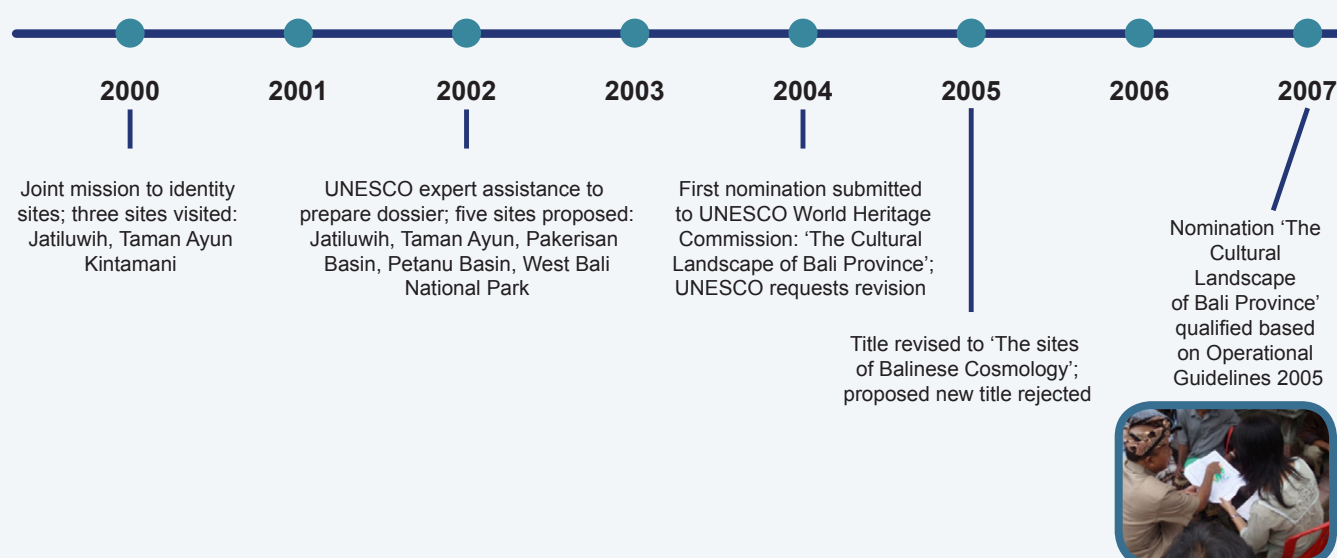 2000
2001
2002
2003
2004
2005
2006
2007
Joint mission to identity
sites; three sites visited:
Jatiluwih, Taman Ayun
Kintamani
UNESCO expert assistance to
prepare dossier; five sites proposed:
Jatiluwih, Taman Ayun, Pakerisan
Basin, Petanu Basin, West Bali
National Park
First nomination submitted
to UNESCO World Heritage
Commission: ‘The Cultural
Landscape of Bali Province’;
UNESCO requests revision
Title revised to ‘The sites
of Balinese Cosmology’;
proposed new title rejected
Nomination ‘The
Cultural
Landscape
of Bali Province’
qualified based
on Operational
Guidelines 2005